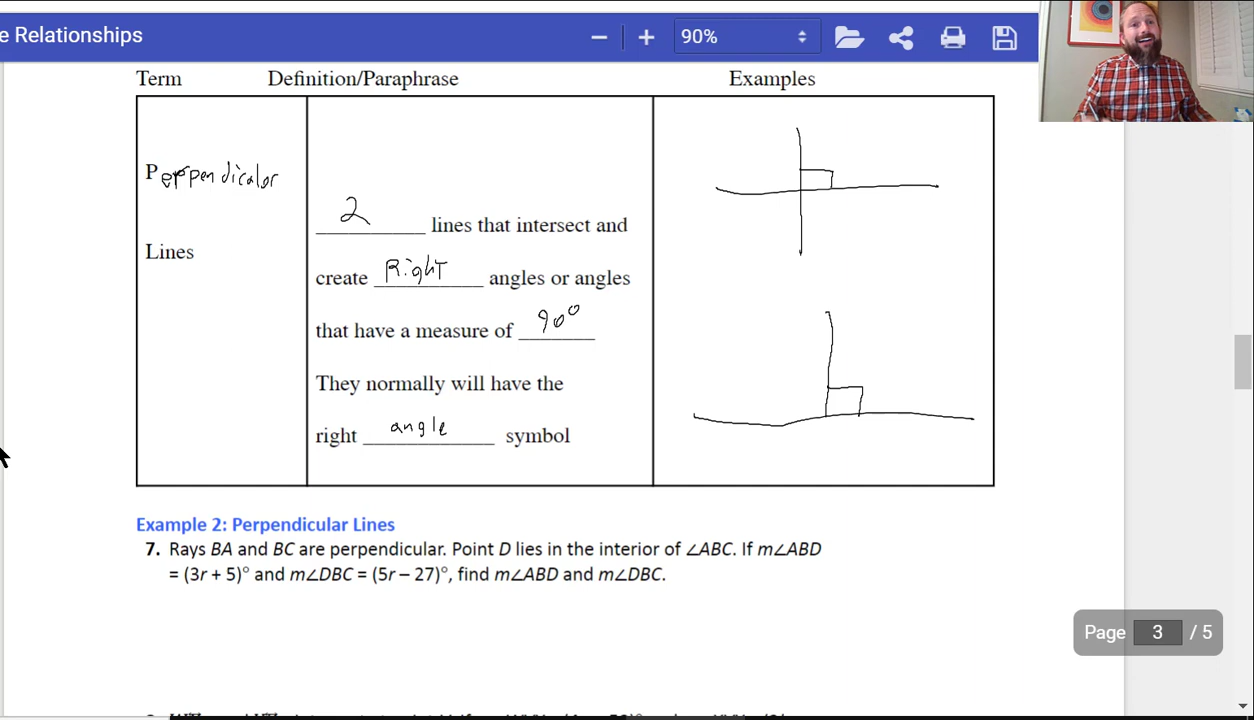 e Relationships
90%
Term Definition/Paraphrase Examples
Perpendicular
Lines
2 lines that intersect and
create Right angles or angles
that have a measure of 90°
They normally will have the
right angle symbol
Example 2: Perpendicular Lines
7. Rays BA and BC are perpendicular. Point D lies in the interior of ∠ABC. If m∠ABD
= (3r + 5)° and m∠DBC = (5r – 27)°, find m∠ABD and m∠DBC.
Page 3 / 5